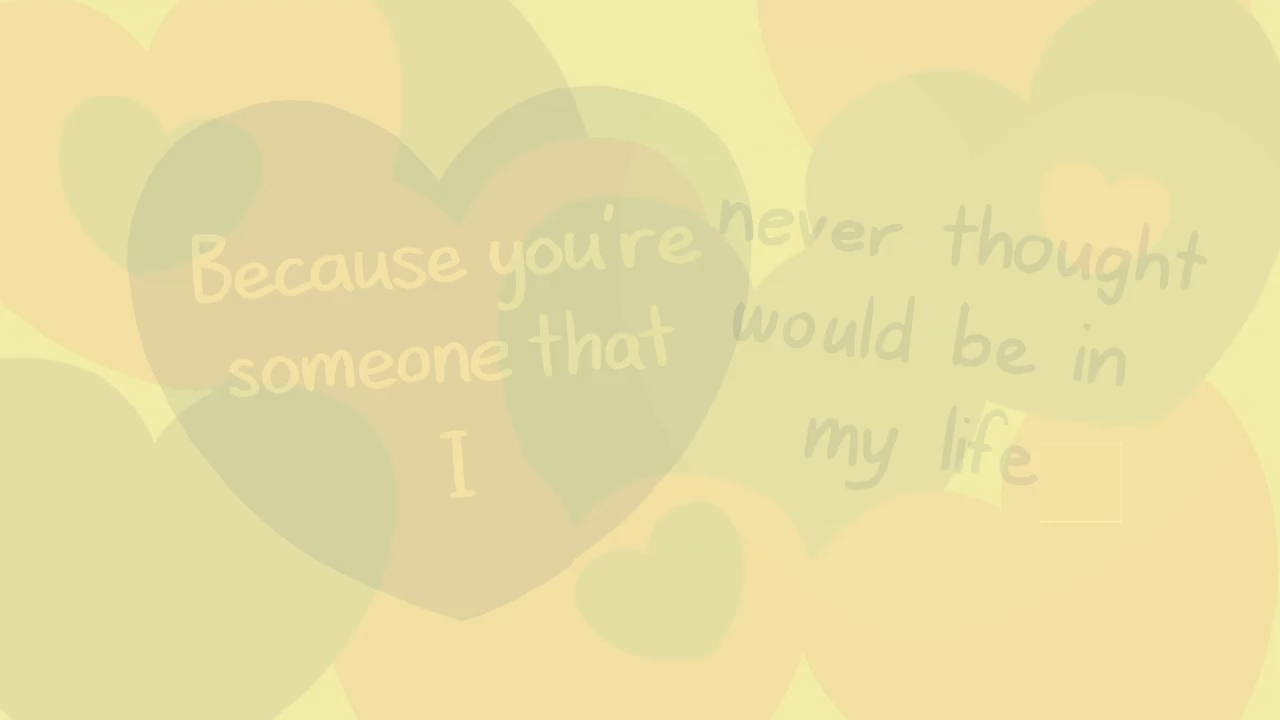 Because you're
someone that
I
never thought
would be in
my life